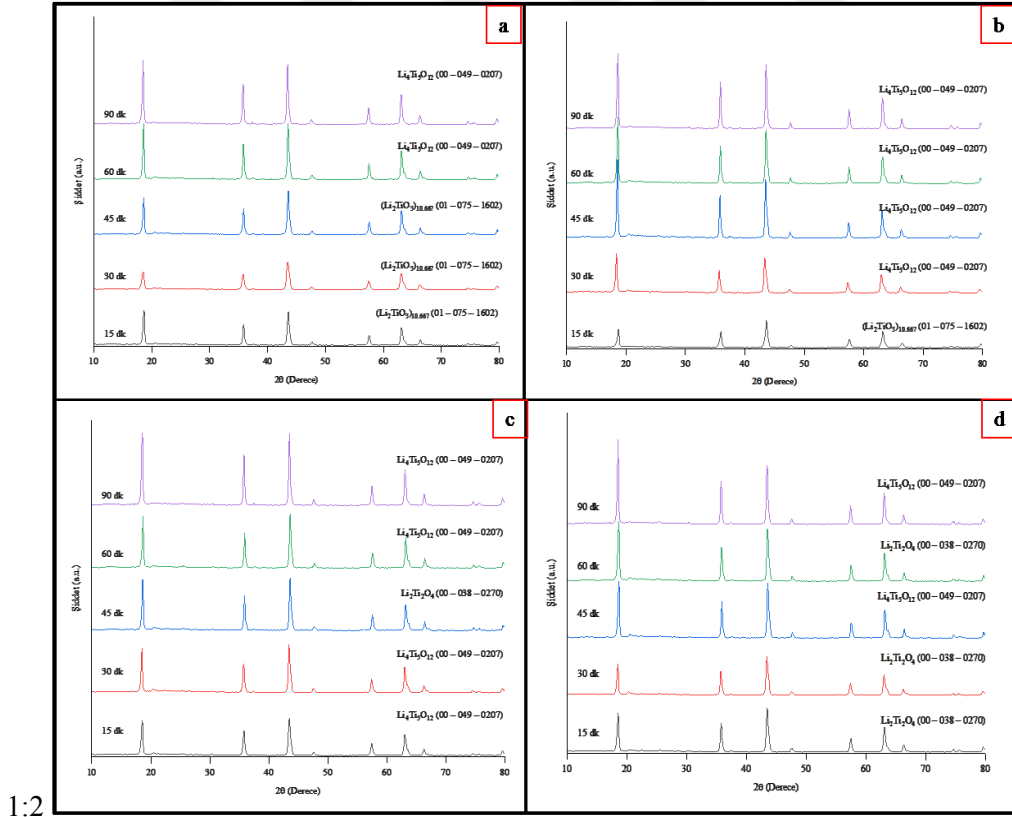 a
Li₄Ti₅O₁₂ (00-049-0207)
90 dk
Li₄Ti₅O₁₂ (00-049-0207)
60 dk
(Li₂TiO₃)₁₀.₆₆₇ (01-075-1602)
45 dk
(Li₂TiO₃)₁₀.₆₆₇ (01-075-1602)
30 dk
(Li₂TiO₃)₁₀.₆₆₇ (01-075-1602)
15 dk
Şiddet (a.u.)
10 20 30 40 50 60 70 80
2θ (Derece)
b
Li₄Ti₅O₁₂ (00-049-0207)
90 dk
Li₄Ti₅O₁₂ (00-049-0207)
60 dk
Li₄Ti₅O₁₂ (00-049-0207)
45 dk
Li₄Ti₅O₁₂ (00-049-0207)
30 dk
(Li₂TiO₃)₁₀.₆₆₇ (01-075-1602)
15 dk
Şiddet (a.u.)
10 20 30 40 50 60 70 80
2θ (Derece)
c
Li₄Ti₅O₁₂ (00-049-0207)
90 dk
Li₄Ti₅O₁₂ (00-049-0207)
60 dk
Li₂Ti₂O₄ (00-038-0270)
45 dk
Li₄Ti₅O₁₂ (00-049-0207)
30 dk
Li₄Ti₅O₁₂ (00-049-0207)
15 dk
Şiddet (a.u.)
10 20 30 40 50 60 70 80
2θ (Derece)
d
Li₄Ti₅O₁₂ (00-049-0207)
90 dk
Li₂Ti₂O₄ (00-038-0270)
60 dk
Li₄Ti₅O₁₂ (00-049-0207)
45 dk
Li₂Ti₂O₄ (00-038-0270)
30 dk
Li₂Ti₂O₄ (00-038-0270)
15 dk
Şiddet (a.u.)
10 20 30 40 50 60 70 80
2θ (Derece)
1:2